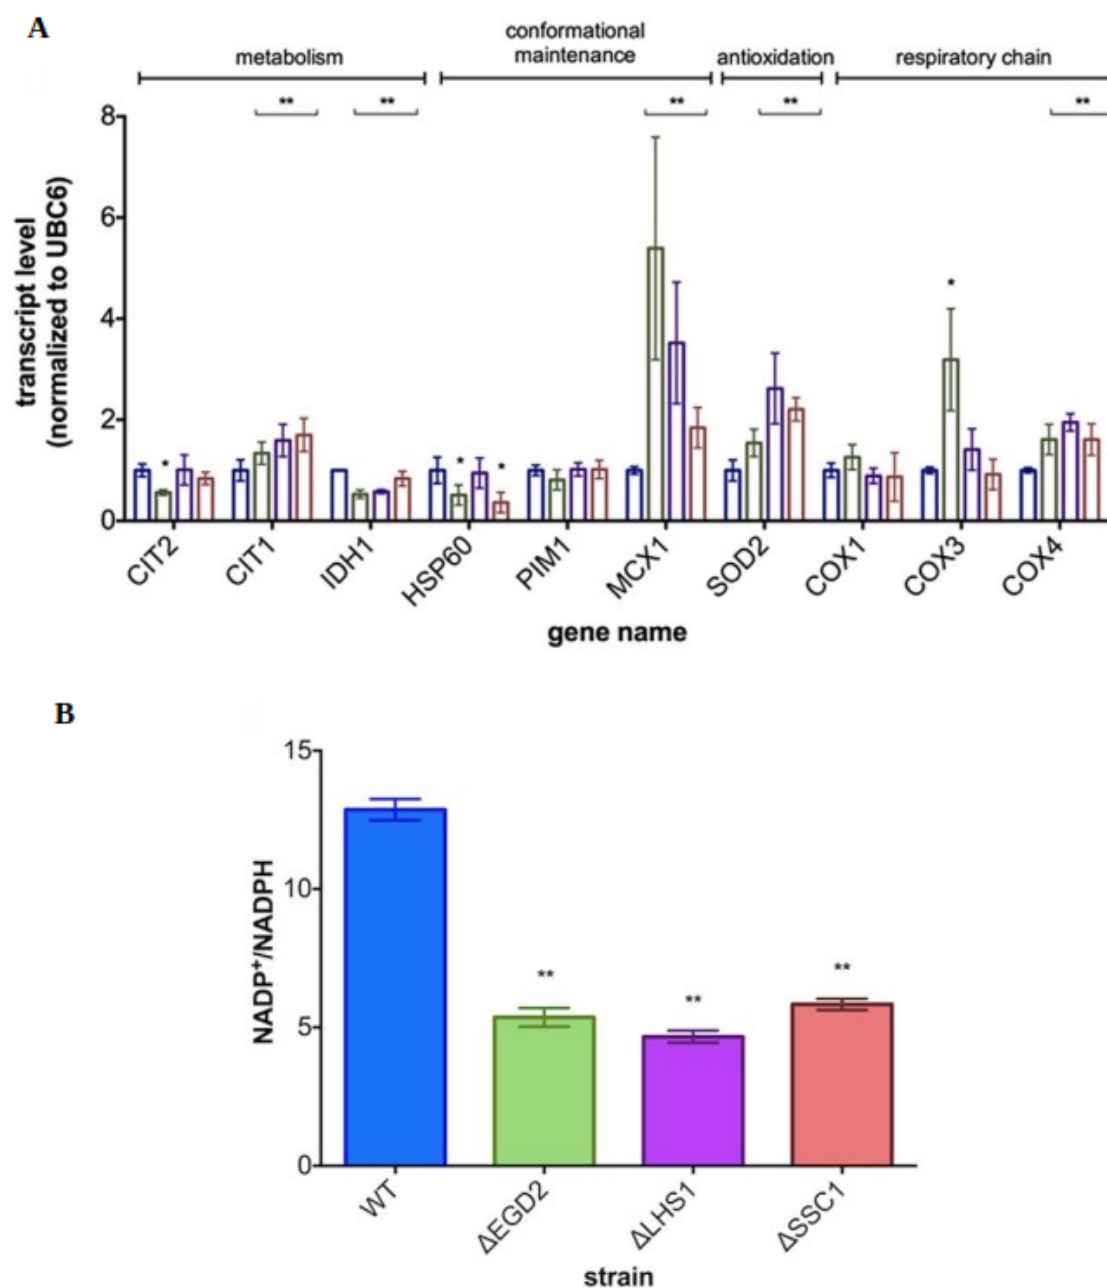 A
metabolism
conformational
maintenance
antioxidation
respiratory chain
** ** ** ** **
8
6
4
2
0
transcript level
(normalized to UBC6)
* * * *
CIT2 CIT1 IDH1 HSP60 PIM1 MCX1 SOD2 COX1 COX3 COX4
gene name
B
15
10
5
0
NADP+/NADPH
** ** **
WT ΔEGD2 ΔLHS1 ΔSSC1
strain